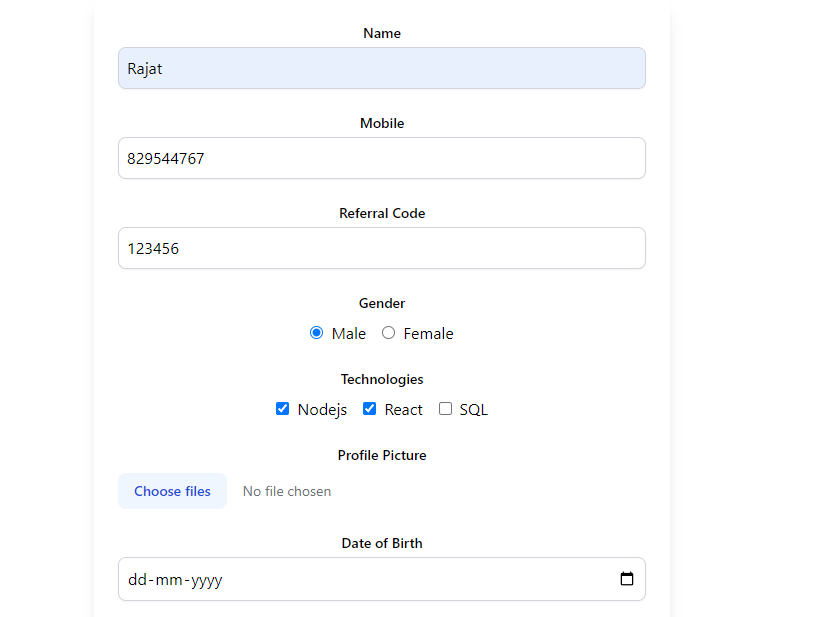 Name
Rajat
Mobile
829544767
Referral Code
123456
Gender
Male Female
Technologies
Nodejs React SQL
Profile Picture
Choose files No file chosen
Date of Birth
dd-mm-yyyy